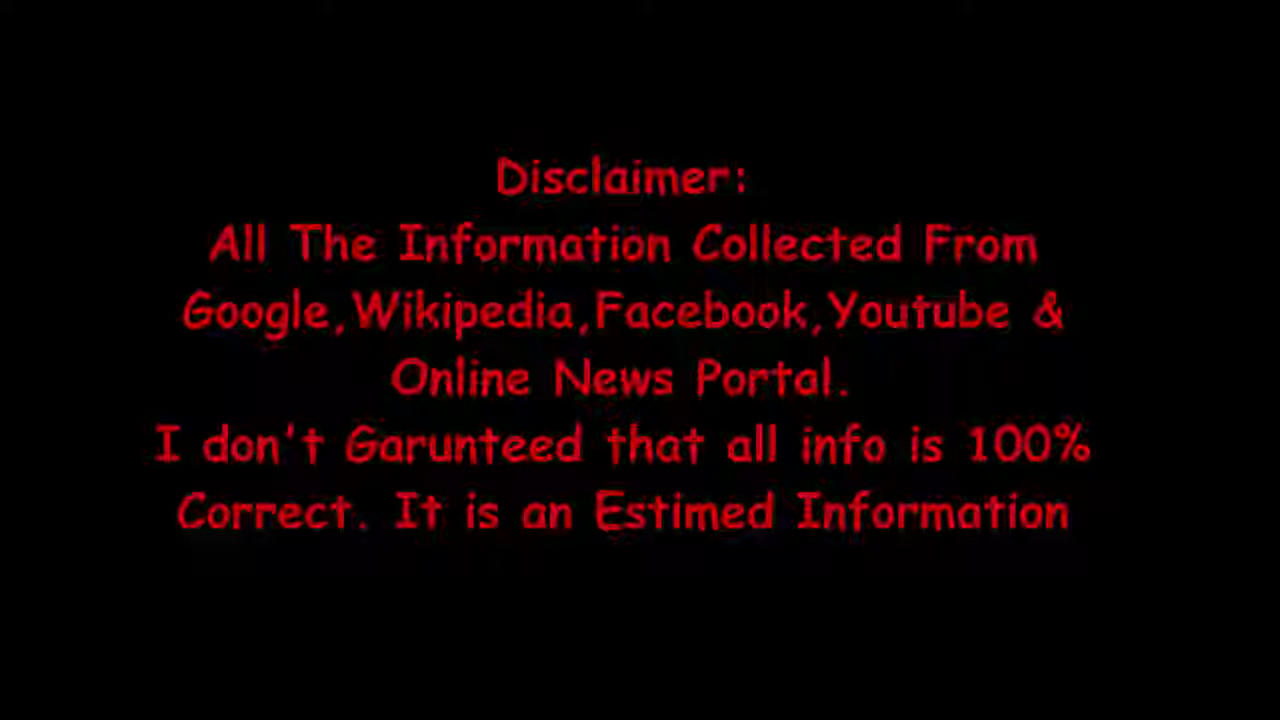 Disclaimer:
All The Information Collected From
Google,Wikipedia,Facebook,Youtube &
Online News Portal.
I don't Garunteed that all info is 100%
Correct. It is an Estimed Information